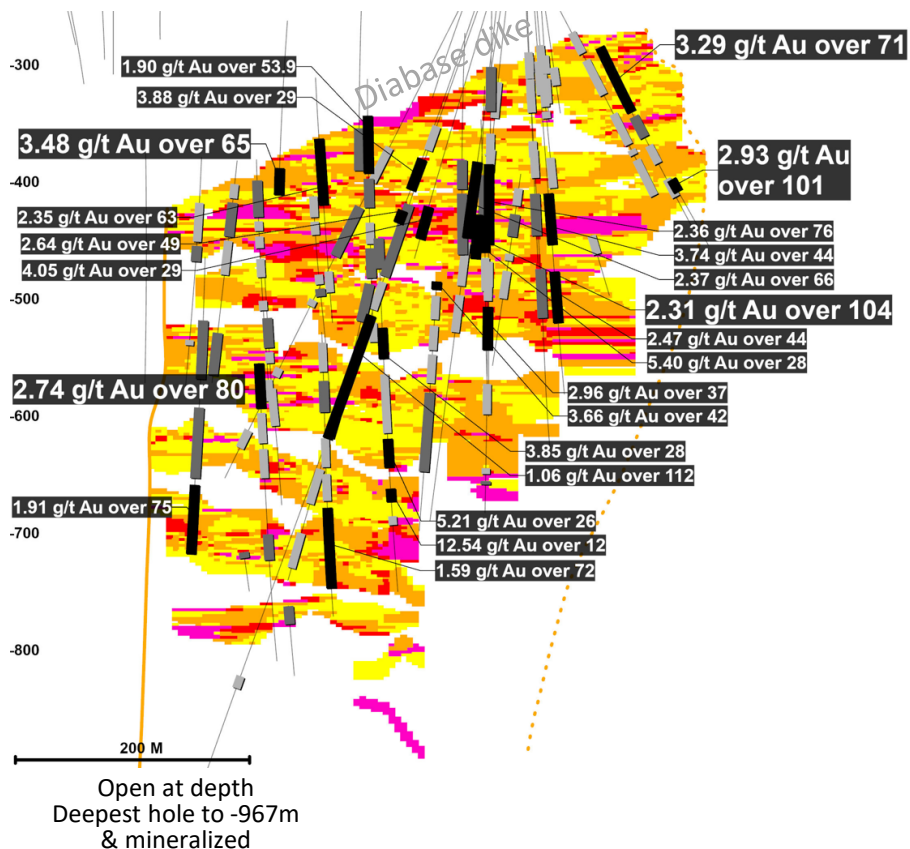 Diabase dike
-300
1.90 g/t Au over 53.9
3.29 g/t Au over 71
3.88 g/t Au over 29
3.48 g/t Au over 65
2.93 g/t Au
over 101
-400
2.35 g/t Au over 63
2.36 g/t Au over 76
2.64 g/t Au over 49
3.74 g/t Au over 44
4.05 g/t Au over 29
2.37 g/t Au over 66
-500
2.31 g/t Au over 104
2.47 g/t Au over 44
5.40 g/t Au over 28
2.74 g/t Au over 80
2.96 g/t Au over 37
-600
3.66 g/t Au over 42
3.85 g/t Au over 28
1.06 g/t Au over 112
1.91 g/t Au over 75
5.21 g/t Au over 26
-700
12.54 g/t Au over 12
1.59 g/t Au over 72
-800
200 M
Open at depth
Deepest hole to -967m
& mineralized